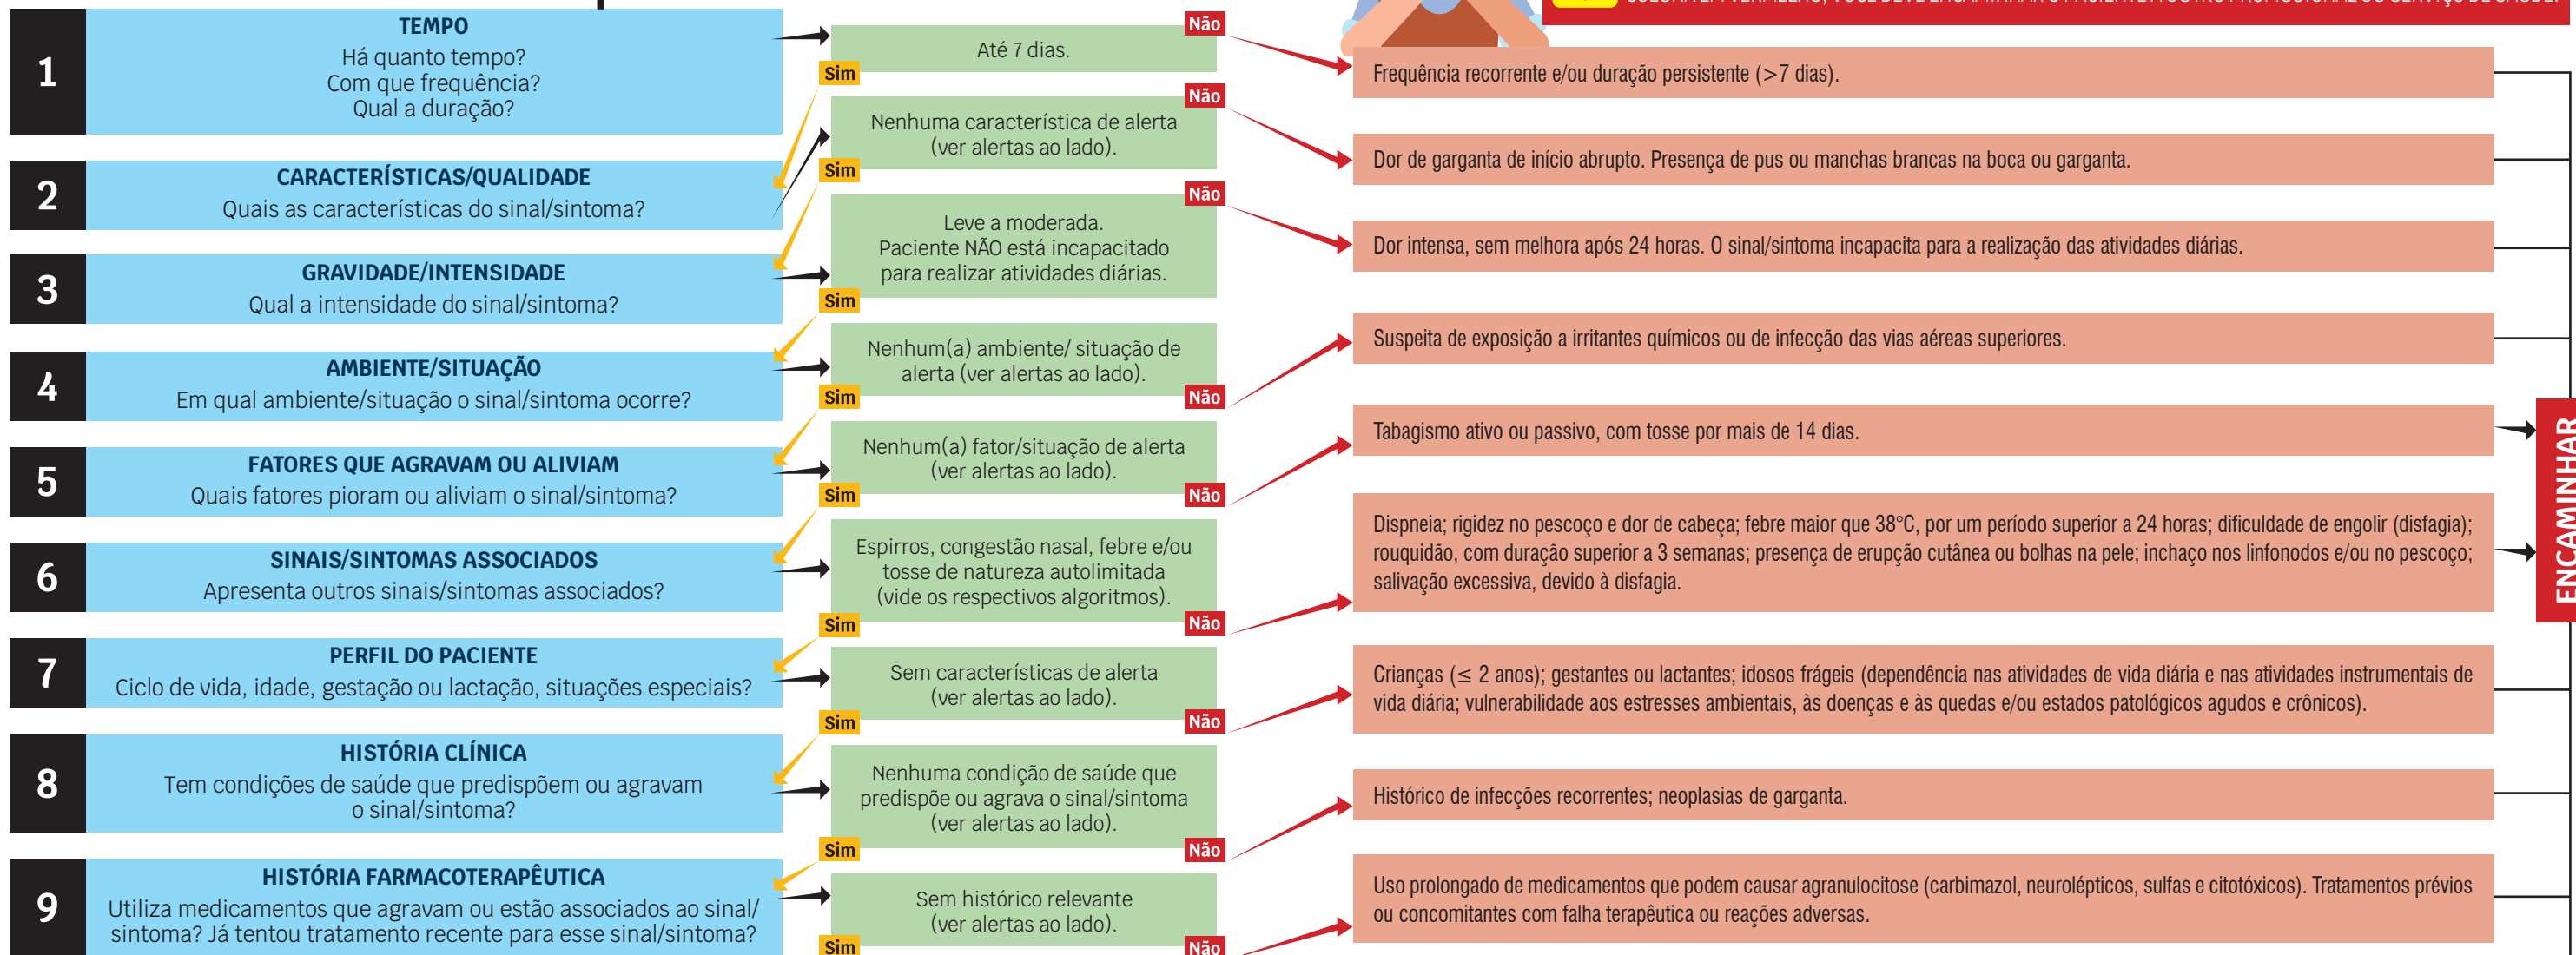 1
TEMPO
Há quanto tempo?
Com que frequência?
Qual a duração?
Até 7 dias.
Não
Sim
Frequência recorrente e/ou duração persistente (>7 dias).
2
CARACTERÍSTICAS/QUALIDADE
Quais as características do sinal/sintoma?
Nenhuma característica de alerta
(ver alertas ao lado).
Não
Sim
Dor de garganta de início abrupto. Presença de pus ou manchas brancas na boca ou garganta.
3
GRAVIDADE/INTENSIDADE
Qual a intensidade do sinal/sintoma?
Leve a moderada.
Paciente NÃO está incapacitado
para realizar atividades diárias.
Não
Sim
Dor intensa, sem melhora após 24 horas. O sinal/sintoma incapacita para a realização das atividades diárias.
4
AMBIENTE/SITUAÇÃO
Em qual ambiente/situação o sinal/sintoma ocorre?
Nenhum(a) ambiente/ situação de
alerta (ver alertas ao lado).
Sim
Não
Suspeita de exposição a irritantes químicos ou de infecção das vias aéreas superiores.
5
FATORES QUE AGRAVAM OU ALIVIAM
Quais fatores pioram ou aliviam o sinal/sintoma?
Nenhum(a) fator/situação de alerta
(ver alertas ao lado).
Sim
Não
Tabagismo ativo ou passivo, com tosse por mais de 14 dias.
6
SINAIS/SINTOMAS ASSOCIADOS
Apresenta outros sinais/sintomas associados?
Espirros, congestão nasal, febre e/ou
tosse de natureza autolimitada
(vide os respectivos algoritmos).
Sim
Não
Dispneia; rigidez no pescoço e dor de cabeça; febre maior que 38°C, por um período superior a 24 horas; dificuldade de engolir (disfagia);
rouquidão, com duração superior a 3 semanas; presença de erupção cutânea ou bolhas na pele; inchaço nos linfonodos e/ou no pescoço;
salivação excessiva, devido à disfagia.
7
PERFIL DO PACIENTE
Ciclo de vida, idade, gestação ou lactação, situações especiais?
Sem características de alerta
(ver alertas ao lado).
Sim
Não
Crianças (≤ 2 anos); gestantes ou lactantes; idosos frágeis (dependência nas atividades de vida diária e nas atividades instrumentais de
vida diária; vulnerabilidade aos estresses ambientais, às doenças e às quedas e/ou estados patológicos agudos e crônicos).
8
HISTÓRIA CLÍNICA
Tem condições de saúde que predispõem ou agravam
o sinal/sintoma?
Nenhuma condição de saúde que
predispõe ou agrava o sinal/sintoma
(ver alertas ao lado).
Sim
Não
Histórico de infecções recorrentes; neoplasias de garganta.
9
HISTÓRIA FARMACOTERAPÊUTICA
Utiliza medicamentos que agravam ou estão associados ao sinal/
sintoma? Já tentou tratamento recente para esse sinal/sintoma?
Sem histórico relevante
(ver alertas ao lado).
Sim
Não
Uso prolongado de medicamentos que podem causar agranulocitose (carbimazol, neurolépticos, sulfas e citotóxicos). Tratamentos prévios
ou concomitantes com falha terapêutica ou reações adversas.
ENCAMINHAR